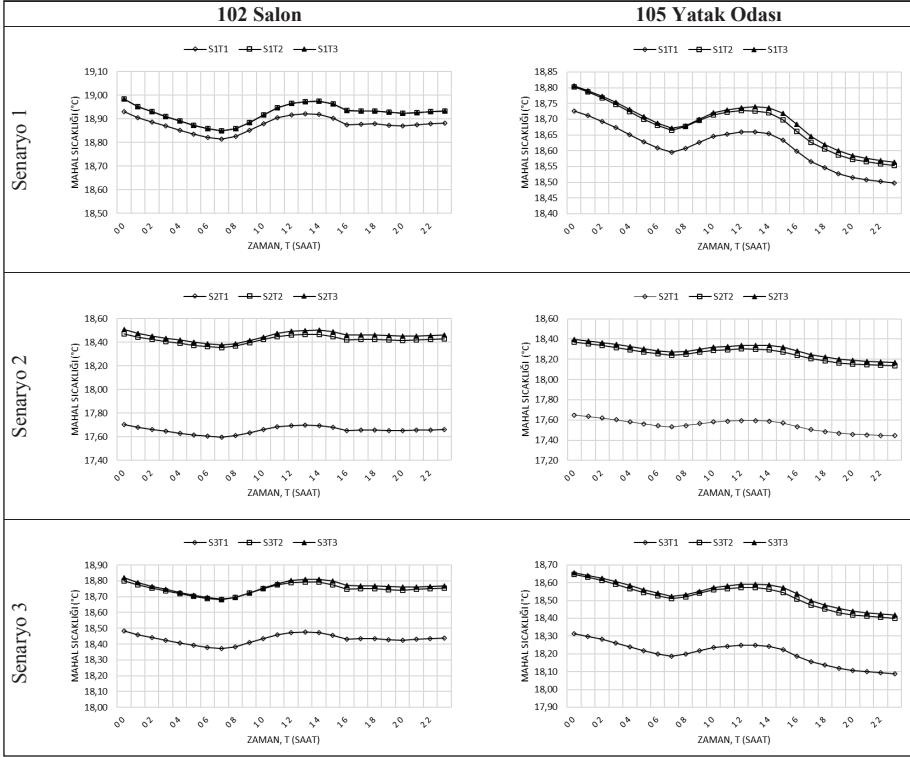 102 Salon
105 Yatak Odası
Senaryo 1
S1T1 S1T2 S1T3
MAHAL SICAKLIĞI (°C)
19,10
19,00
18,90
18,80
18,70
18,60
18,50
00 02 04 06 08 10 12 14 16 18 20 22
ZAMAN, T (SAAT)
S1T1 S1T2 S1T3
MAHAL SICAKLIĞI (°C)
18,85
18,80
18,75
18,70
18,65
18,60
18,55
18,50
18,45
18,40
00 02 04 06 08 10 12 14 16 18 20 22
ZAMAN, T (SAAT)
Senaryo 2
S2T1 S2T2 S2T3
MAHAL SICAKLIĞI (°C)
18,60
18,40
18,20
18,00
17,80
17,60
17,40
00 02 04 06 08 10 12 14 16 18 20 22
ZAMAN, T (SAAT)
S2T1 S2T2 S2T3
MAHAL SICAKLIĞI (°C)
18,60
18,40
18,20
18,00
17,80
17,60
17,40
17,20
00 02 04 06 08 10 12 14 16 18 20 22
ZAMAN, T (SAAT)
Senaryo 3
S3T1 S3T2 S3T3
MAHAL SICAKLIĞI (°C)
18,90
18,80
18,70
18,60
18,50
18,40
18,30
18,20
18,10
18,00
00 02 04 06 08 10 12 14 16 18 20 22
ZAMAN, T (SAAT)
S3T1 S3T2 S3T3
MAHAL SICAKLIĞI (°C)
18,70
18,60
18,50
18,40
18,30
18,20
18,10
18,00
17,90
00 02 04 06 08 10 12 14 16 18 20 22
ZAMAN, T (SAAT)